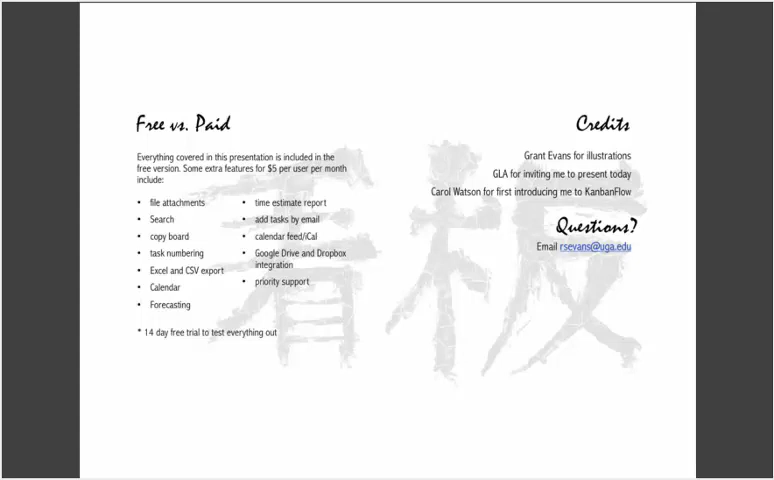 Free vs. Paid
Everything covered in this presentation is included in the
free version. Some extra features for $5 per user per month
include:
• file attachments
• Search
• copy board
• task numbering
• Excel and CSV export
• Calendar
• Forecasting
• time estimate report
• add tasks by email
• calendar feed/iCal
• Google Drive and Dropbox
integration
• priority support
* 14 day free trial to test everything out
Credits
Grant Evans for illustrations
GLA for inviting me to present today
Carol Watson for first introducing me to KanbanFlow
Questions?
Email rsevans@uga.edu
看板